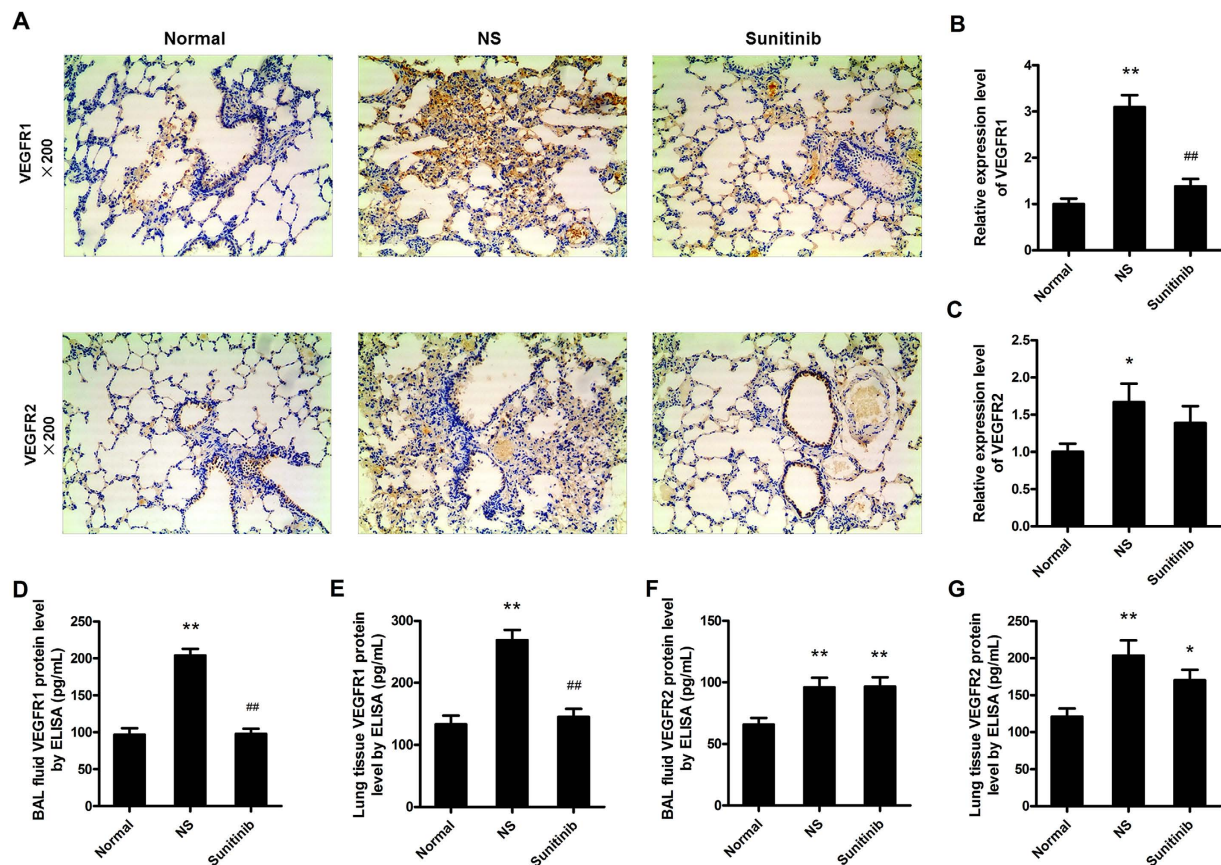 A
Normal
NS
Sunitinib
VEGFR1
×200
VEGFR2
×200
B
Relative expression level
of VEGFR1
4
3
2
1
0
**
##
Normal
NS
Sunitinib
C
Relative expression level
of VEGFR2
2.5
2.0
1.5
1.0
0.5
0.0
*
Normal
NS
Sunitinib
D
BAL fluid VEGFR1 protein level
by ELISA (pg/mL)
250
200
150
100
50
0
**
##
Normal
NS
Sunitinib
E
Lung tissue VEGFR1 protein
level by ELISA (pg/mL)
300
200
100
0
**
##
Normal
NS
Sunitinib
F
BAL fluid VEGFR2 protein level
by ELISA (pg/mL)
150
100
50
0
**
**
Normal
NS
Sunitinib
G
Lung tissue VEGFR2 protein
level by ELISA (pg/mL)
250
200
150
100
50
0
**
*
Normal
NS
Sunitinib